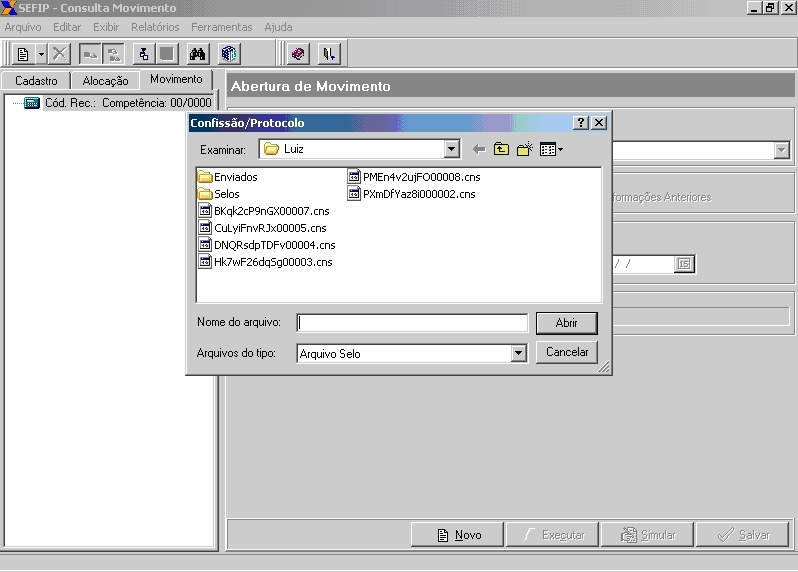 SEFIP - Consulta Movimento
Arquivo Editar Exibir Relatórios Ferramentas Ajuda
Cadastro Alocação Movimento
Cód. Rec.: Competência: 00/0000
Abertura de Movimento
Confissão/Protocolo
Examinar: Luiz
Enviados
Selos
BKqk2cP9nGX00007.cns
CuLyiFnvRJx00005.cns
DNQRsdpTDFv00004.cns
Hk7wF26dqSg00003.cns
PMEn4v2ujFO00008.cns
PXmDfYaz8i000002.cns
formações Anteriores
/ /
15
Nome do arquivo: Abrir
Arquivos do tipo: Arquivo Selo Cancelar
Novo Executar Simular Salvar